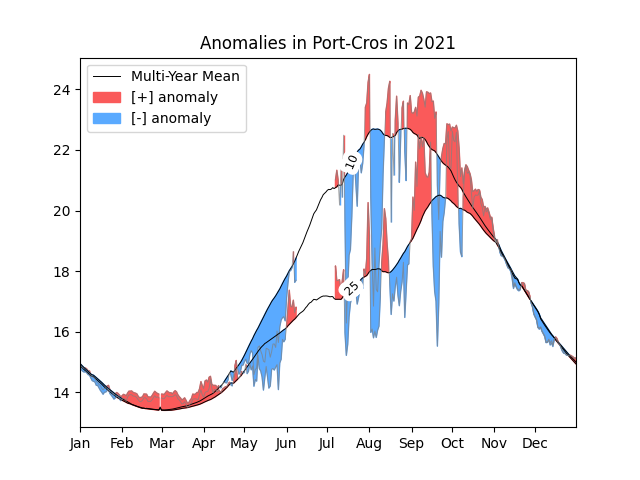 Anomalies in Port-Cros in 2021
Multi-Year Mean
[+] anomaly
[-] anomaly
24
22
20
18
16
14
10
25
Jan Feb Mar Apr May Jun Jul Aug Sep Oct Nov Dec